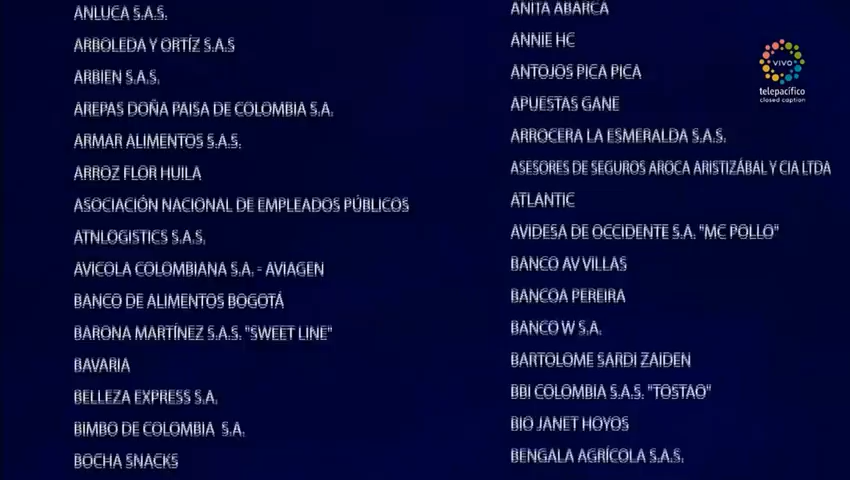 ANLUCA S.A.S.
ARBOLEDA Y ORTÍZ S.A.S
ARBIEN S.A.S.
AREPAS DOÑA PAISA DE COLOMBIA S.A.
ARMAR ALIMENTOS S.A.S.
ARROZ FLOR HUILA
ASOCIACIÓN NACIONAL DE EMPLEADOS PÚBLICOS
ATNLOGISTICS S.A.S.
AVICOLA COLOMBIANA S.A. - AVIAGEN
BANCO DE ALIMENTOS BOGOTÁ
BARONA MARTÍNEZ S.A.S. "SWEET LINE"
BAVARIA
BELLEZA EXPRESS S.A.
BIMBO DE COLOMBIA S.A.
BOCHA SNACKS
ANITA ABARCA
ANNIE HC
ANTOJOS PICA PICA
APUESTAS GANE
ARROCERA LA ESMERALDA S.A.S.
ASESORES DE SEGUROS AROCA ARISTIZÁBAL Y CIA LTDA
ATLANTIC
AVIDESA DE OCCIDENTE S.A. "MC POLLO"
BANCO AV VILLAS
BANCOA PEREIRA
BANCO W S.A.
BARTOLOME SARDI ZAIDEN
BBI COLOMBIA S.A.S. "TOSTAO"
BIO JANET HOYOS
BENGALA AGRÍCOLA S.A.S.
VIVO
telepacífico
closed caption